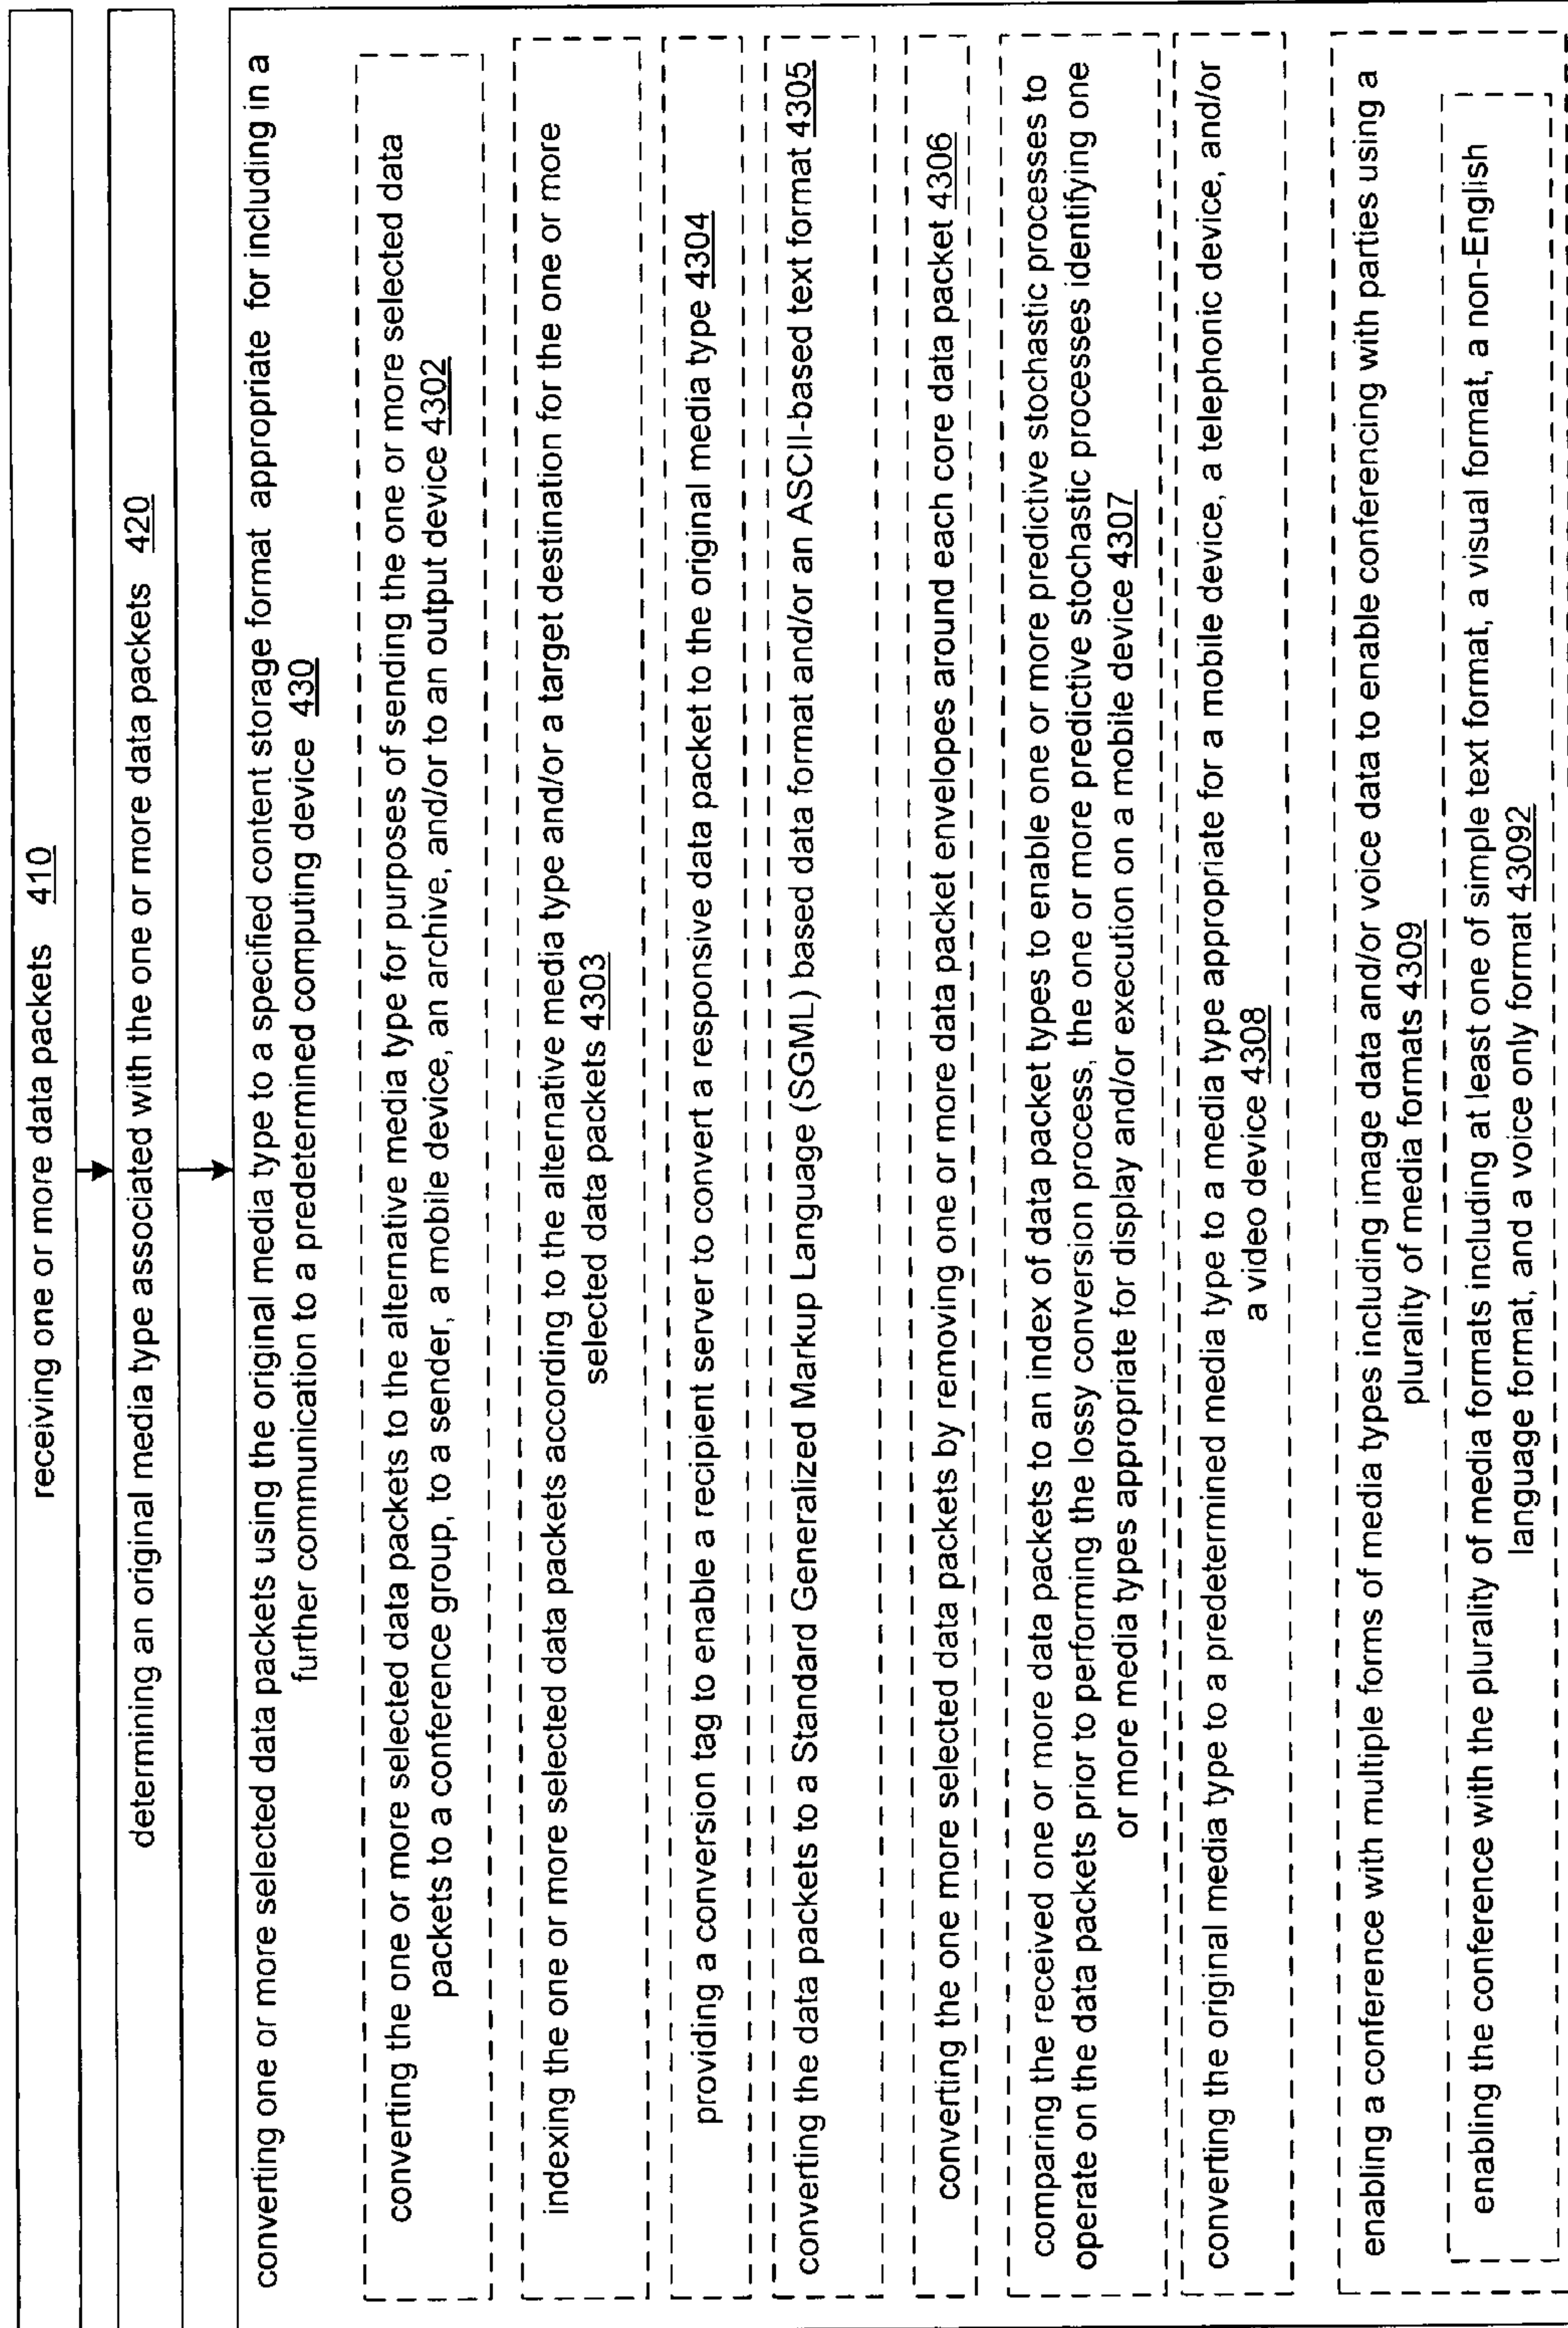 receiving one or more data packets 410
determining an original media type associated with the one or more data packets 420
converting one or more selected data packets using the original media type to a specified content storage format appropriate for including in a
further communication to a predetermined computing device 430
converting the one or more selected data packets to the alternative media type for purposes of sending the one or more selected data
packets to a conference group, to a sender, a mobile device, an archive, and/or to an output device 4302
indexing the one or more selected data packets according to the alternative media type and/or a target destination for the one or more
selected data packets 4303
providing a conversion tag to enable a recipient server to convert a responsive data packet to the original media type 4304
converting the data packets to a Standard Generalized Markup Language (SGML) based data format and/or an ASCII-based text format 4305
converting the one more selected data packets by removing one or more data packet envelopes around each core data packet 4306
comparing the received one or more data packets to an index of data packet types to enable one or more predictive stochastic processes to
operate on the data packets prior to performing the lossy conversion process, the one or more predictive stochastic processes identifying one
or more media types appropriate for display and/or execution on a mobile device 4307
converting the original media type to a predetermined media type to a media type appropriate for a mobile device, a telephonic device, and/or
a video device 4308
enabling a conference with multiple forms of media types including image data and/or voice data to enable conferencing with parties using a
plurality of media formats 4309
enabling the conference with the plurality of media formats including at least one of simple text format, a visual format, a non-English
language format, and a voice only format 43092